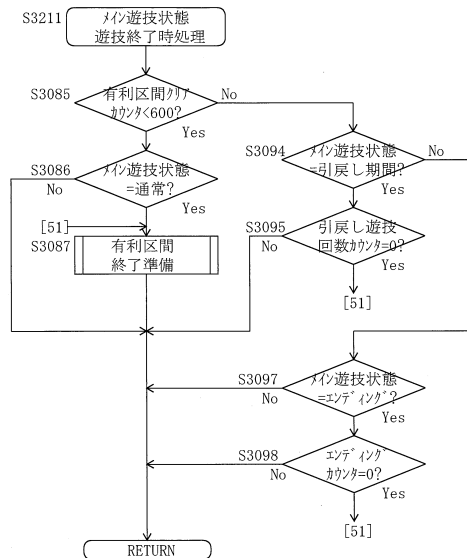 S3211
メイン遊技状態
遊技終了時処理
S3085
有利区間クリア
カウンタ<600?
No
Yes
S3086
メイン遊技状態
=通常?
No
Yes
S3094
メイン遊技状態
=引戻し期間?
No
Yes
[51]
S3087
有利区間
終了準備
S3095
引戻し遊技
回数カウンタ=0?
No
Yes
[51]
S3097
メイン遊技状態
=エンディング?
No
Yes
S3098
エンディング
カウンタ=0?
No
Yes
[51]
RETURN